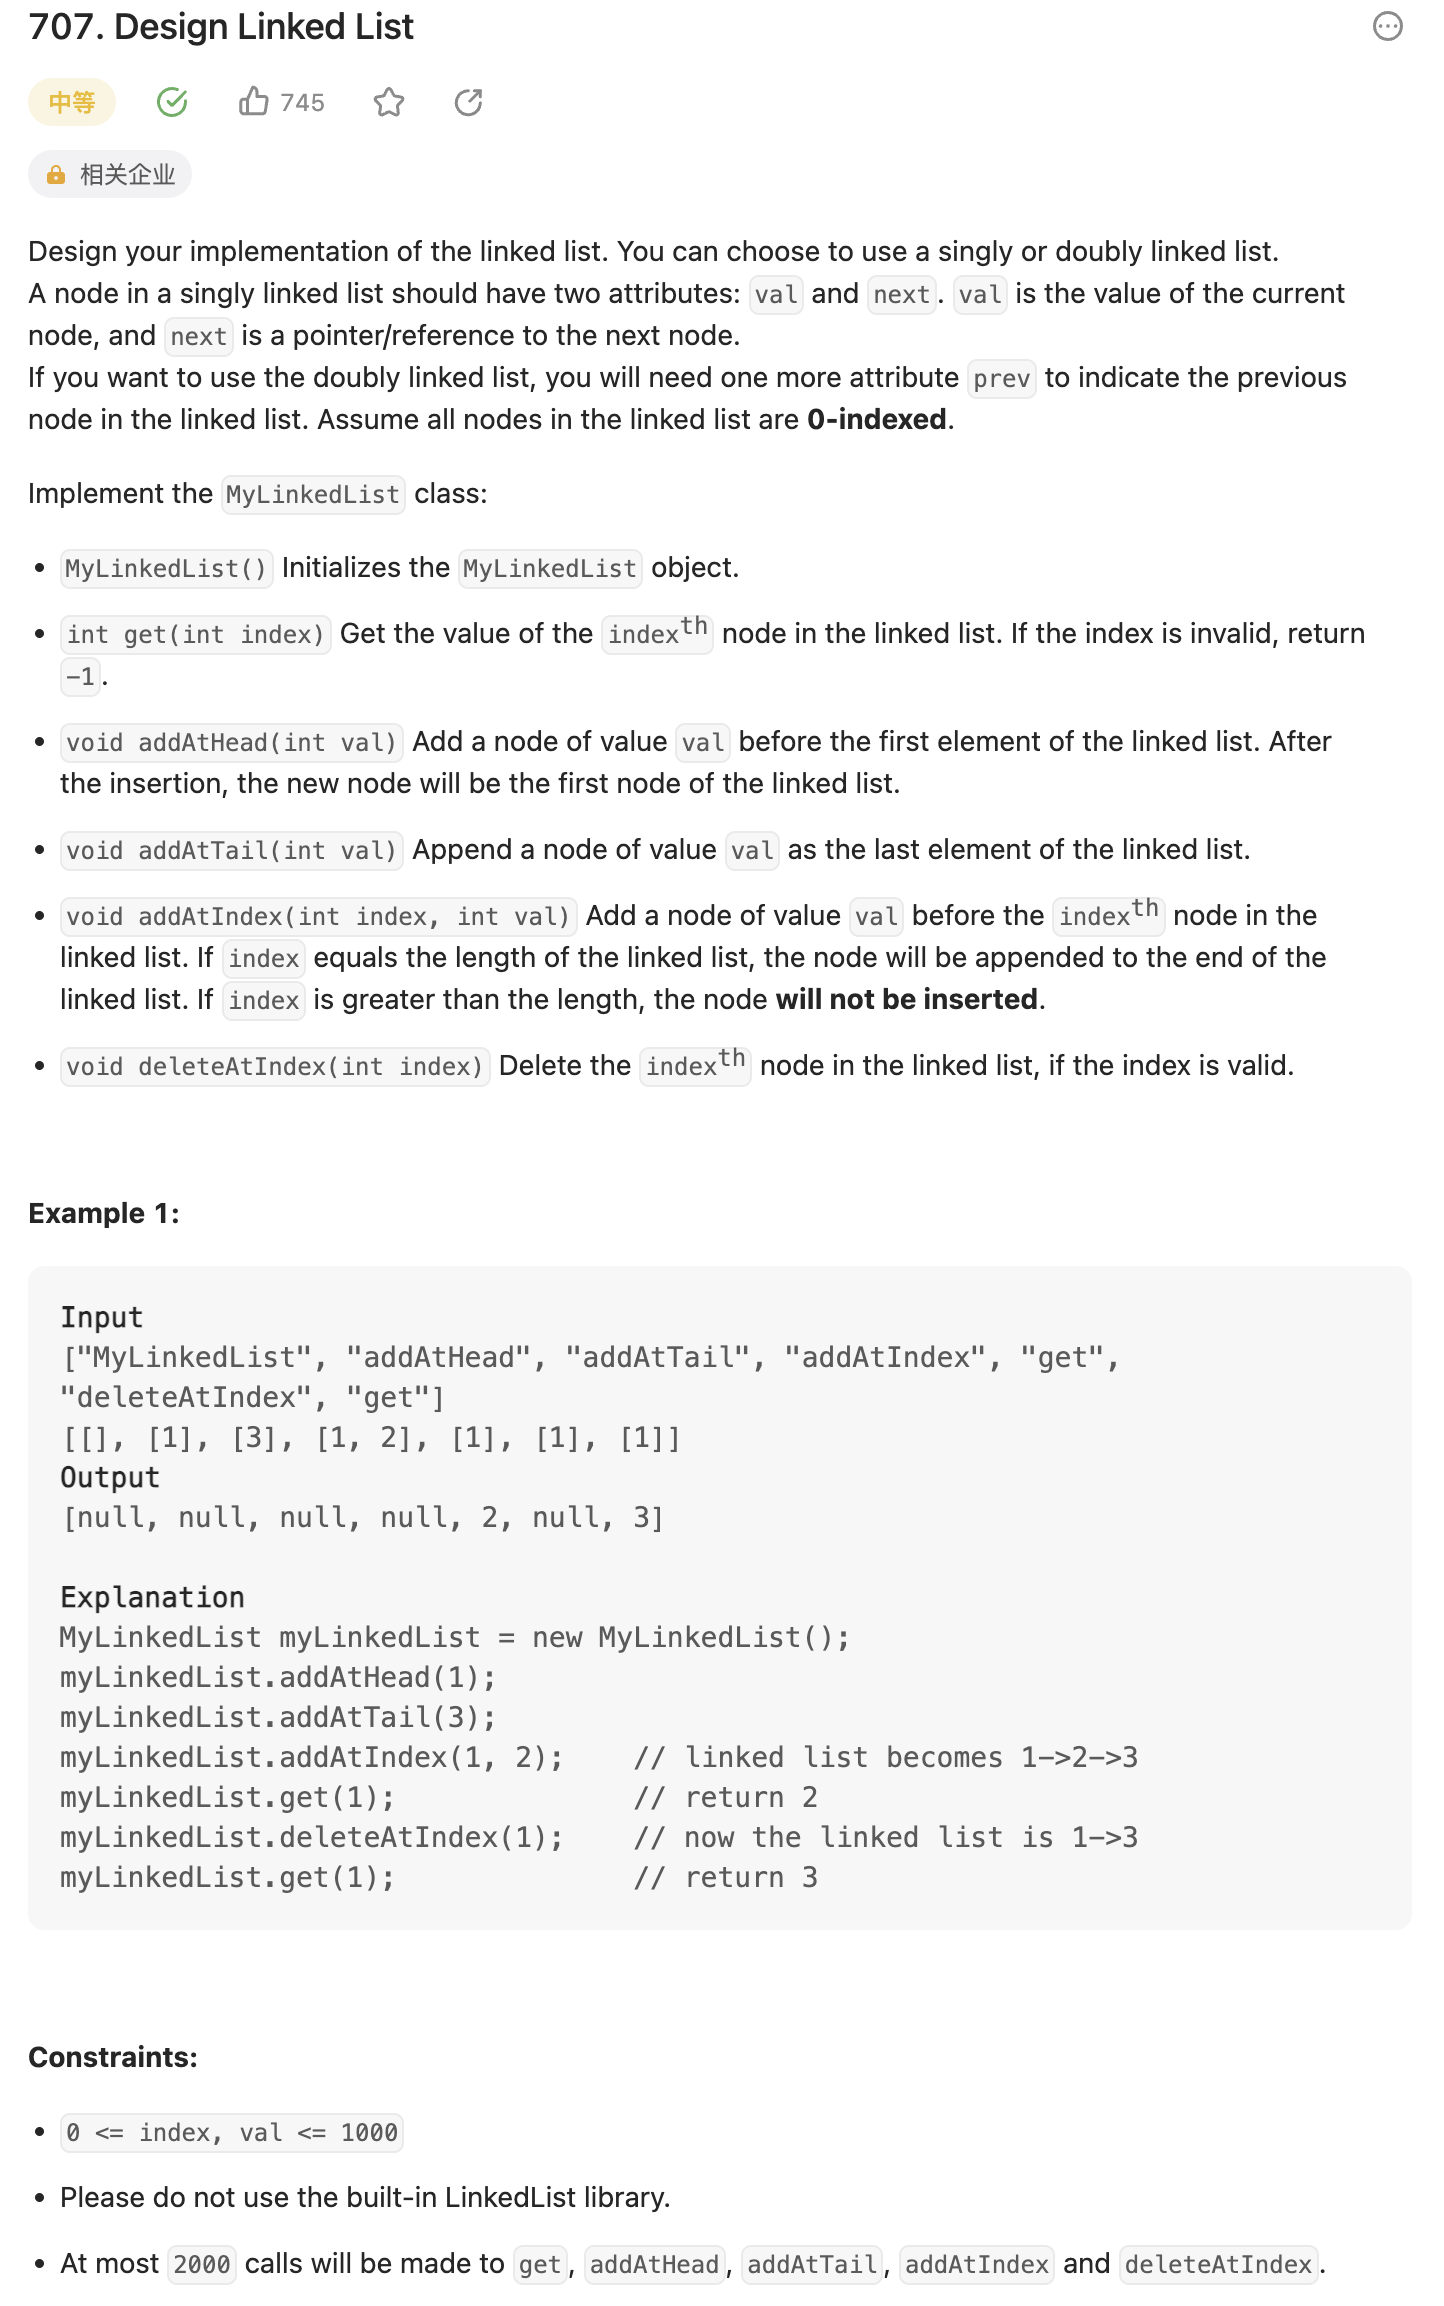 707. Design Linked List
中等
745
相关企业
Design your implementation of the linked list. You can choose to use a singly or doubly linked list.
A node in a singly linked list should have two attributes: val and next. val is the value of the current
node, and next is a pointer/reference to the next node.
If you want to use the doubly linked list, you will need one more attribute prev to indicate the previous
node in the linked list. Assume all nodes in the linked list are 0-indexed.
Implement the MyLinkedList class:
• MyLinkedList() Initializes the MyLinkedList object.
• int get(int index) Get the value of the indexth node in the linked list. If the index is invalid, return
-1.
• void addAtHead(int val) Add a node of value val before the first element of the linked list. After
the insertion, the new node will be the first node of the linked list.
• void addAtTail(int val) Append a node of value val as the last element of the linked list.
• void addAtIndex(int index, int val) Add a node of value val before the indexth node in the
linked list. If index equals the length of the linked list, the node will be appended to the end of the
linked list. If index is greater than the length, the node will not be inserted.
• void deleteAtIndex(int index) Delete the indexth node in the linked list, if the index is valid.
Example 1:
Input
["MyLinkedList", "addAtHead", "addAtTail", "addAtIndex", "get",
"deleteAtIndex", "get"]
[[], [1], [3], [1, 2], [1], [1], [1]]
Output
[null, null, null, null, 2, null, 3]
Explanation
MyLinkedList myLinkedList = new MyLinkedList();
myLinkedList.addAtHead(1);
myLinkedList.addAtTail(3);
myLinkedList.addAtIndex(1, 2);    // linked list becomes 1->2->3
myLinkedList.get(1);              // return 2
myLinkedList.deleteAtIndex(1);    // now the linked list is 1->3
myLinkedList.get(1);              // return 3
Constraints:
• 0 <= index, val <= 1000
• Please do not use the built-in LinkedList library.
• At most 2000 calls will be made to get, addAtHead, addAtTail, addAtIndex and deleteAtIndex.